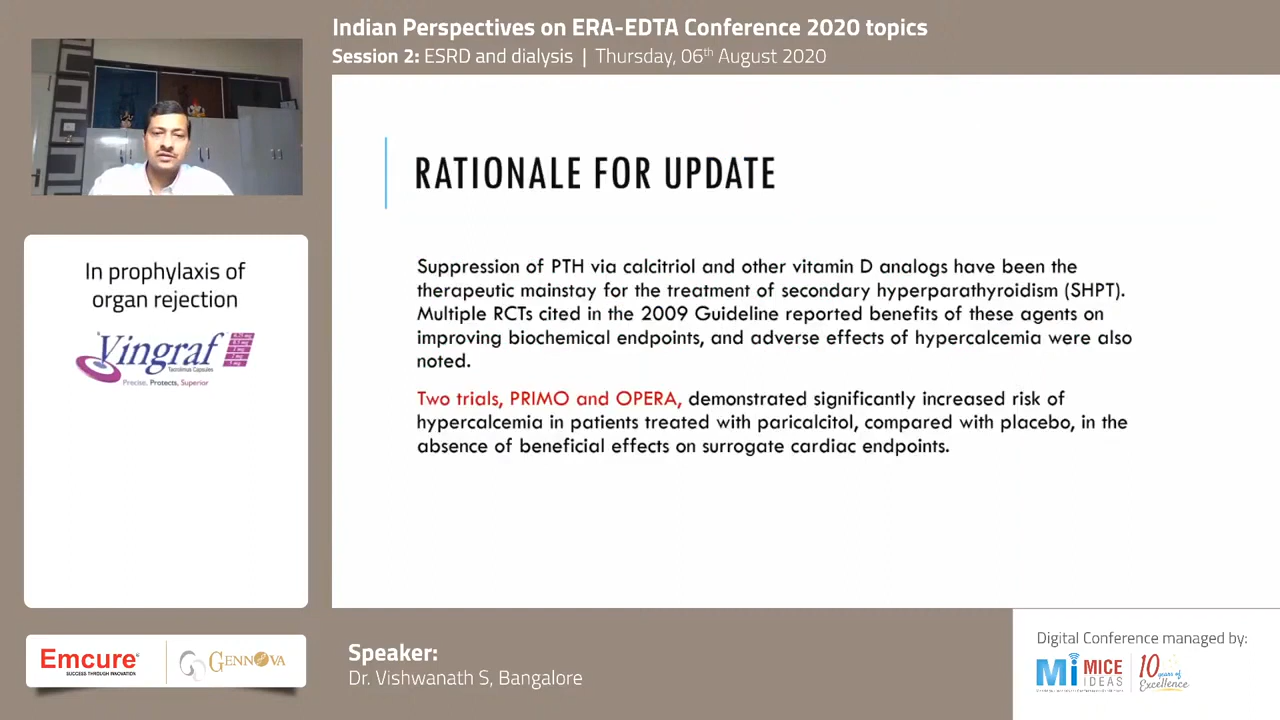 Indian Perspectives on ERA-EDTA Conference 2020 topics
Session 2: ESRD and dialysis | Thursday, 06th August 2020
RATIONALE FOR UPDATE
Suppression of PTH via calcitriol and other vitamin D analogs have been the
therapeutic mainstay for the treatment of secondary hyperparathyroidism (SHPT).
Multiple RCTs cited in the 2009 Guideline reported benefits of these agents on
improving biochemical endpoints, and adverse effects of hypercalcemia were also
noted.
Two trials, PRIMO and OPERA, demonstrated significantly increased risk of
hypercalcemia in patients treated with paricalcitol, compared with placebo, in the
absence of beneficial effects on surrogate cardiac endpoints.
In prophylaxis of
organ rejection
Vingraf
Tacrolimus Capsules
Precise, Protects, Superior
Emcure®
SUCCESS THROUGH INNOVATION
GENNOVA
Speaker:
Dr. Vishwanath S, Bangalore
Digital Conference managed by:
Mi MICE
IDEAS
10 years of
Excellence